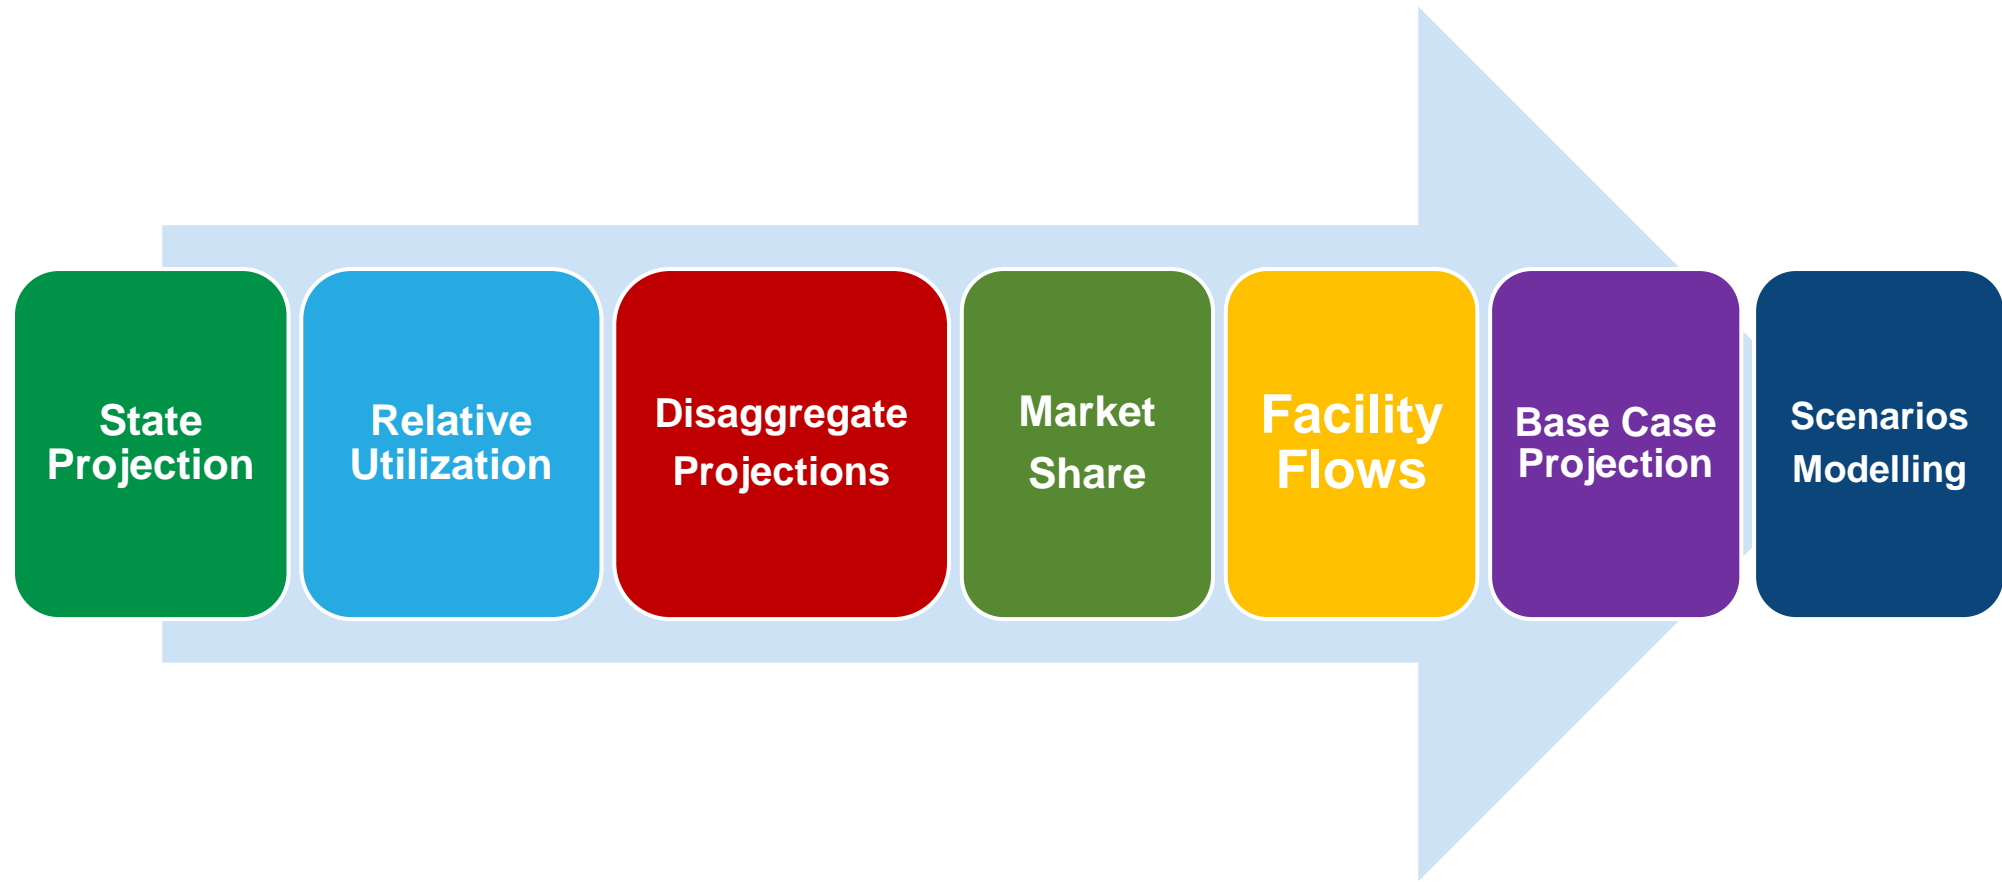 State
Projection
Relative
Utilization
Disaggregate
Projections
Market
Share
Facility
Flows
Base Case
Projection
Scenarios
Modelling